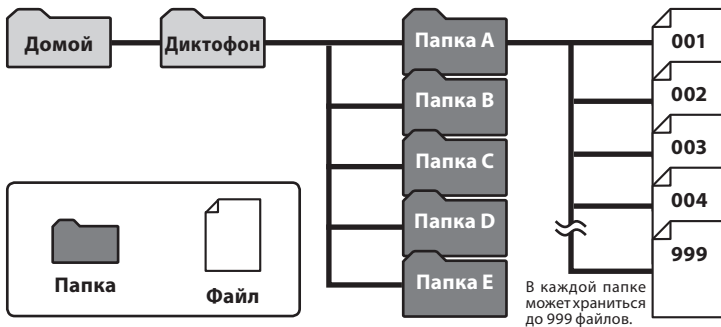 Домой
Диктофон
Папка A
Папка B
Папка C
Папка D
Папка E
001
002
003
004
999
Папка
Файл
В каждой папке
может храниться
до 999 файлов.